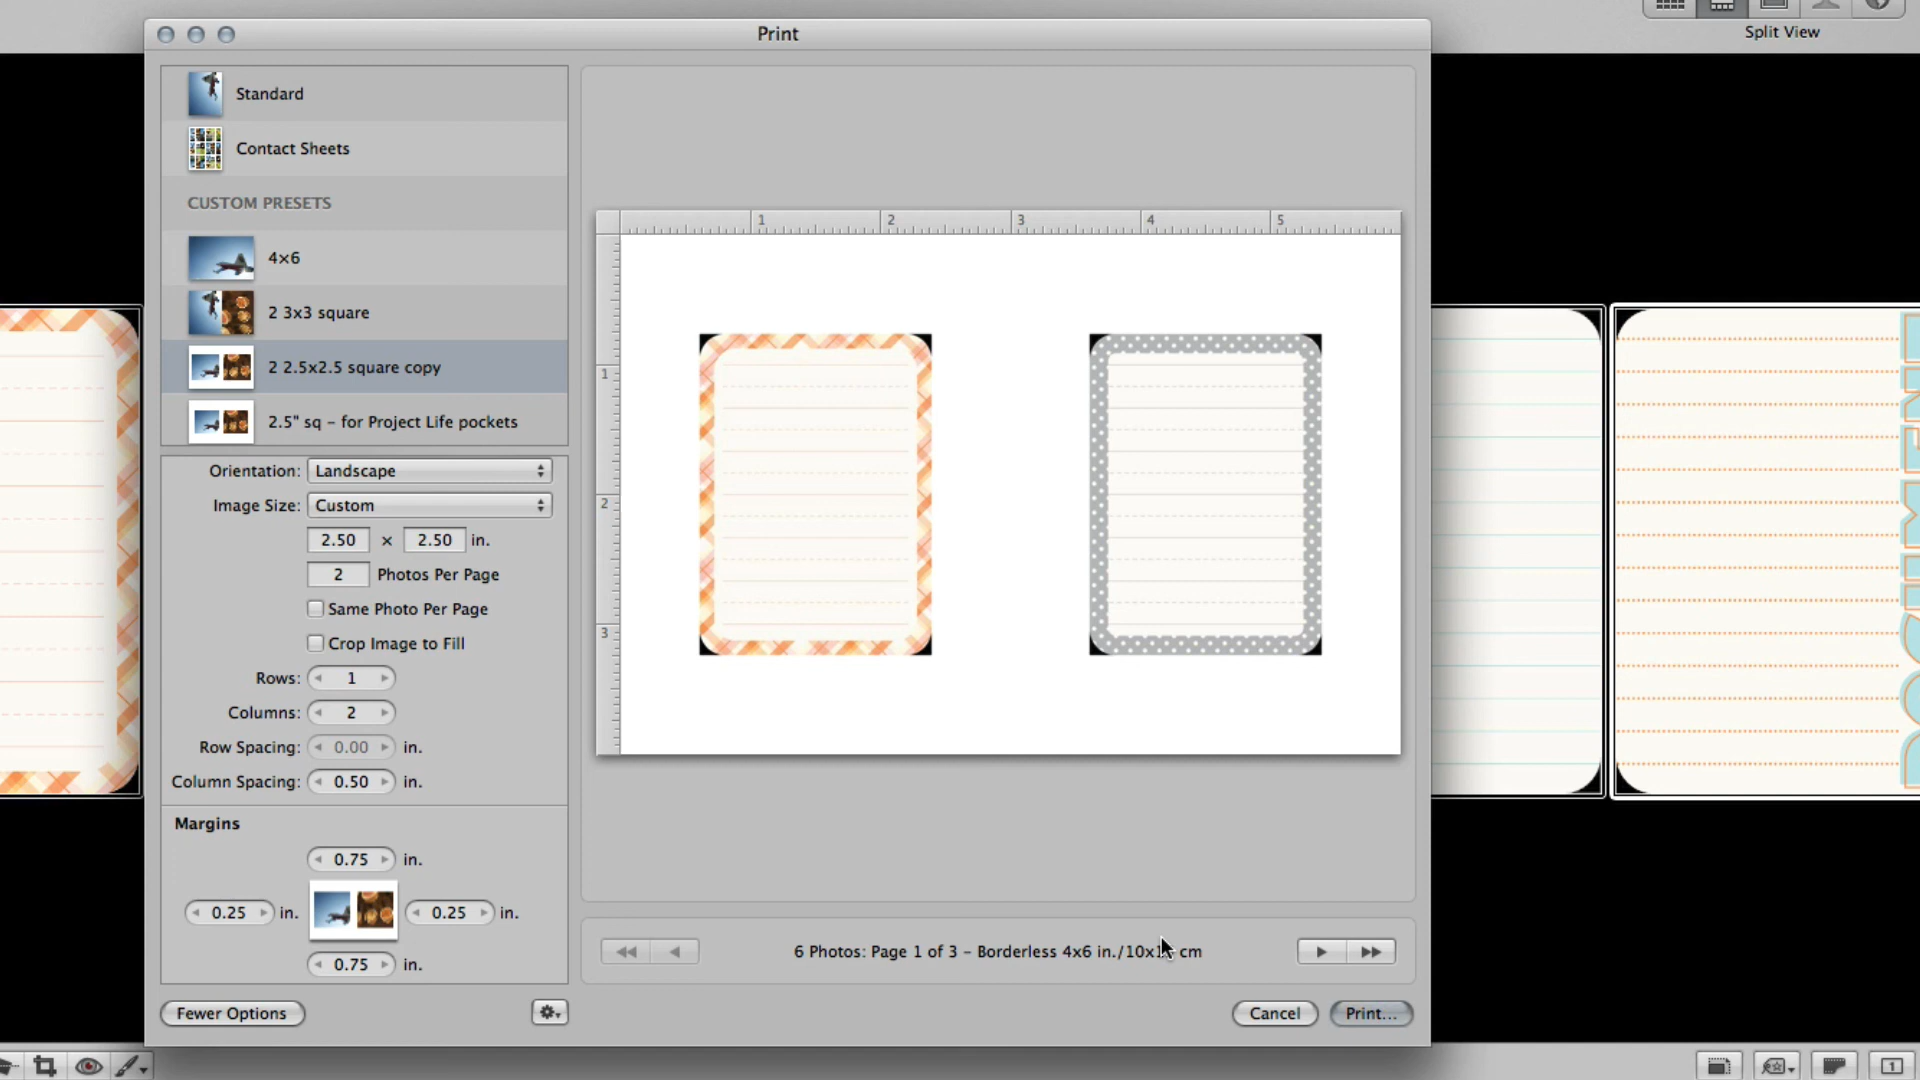 Print
Split View
Standard
Contact Sheets
CUSTOM PRESETS
4x6
2 3x3 square
2 2.5x2.5 square copy
2.5" sq – for Project Life pockets
Orientation: Landscape
Image Size: Custom
2.50 × 2.50 in.
2 Photos Per Page
Same Photo Per Page
Crop Image to Fill
Rows: 1
Columns: 2
Row Spacing: 0.00 in.
Column Spacing: 0.50 in.
Margins
0.75 in.
0.25 in. 0.25 in.
0.75 in.
Fewer Options
1 2 3 4 5
1
2
3
6 Photos: Page 1 of 3 – Borderless 4x6 in./10x1 cm
Cancel
Print...
1